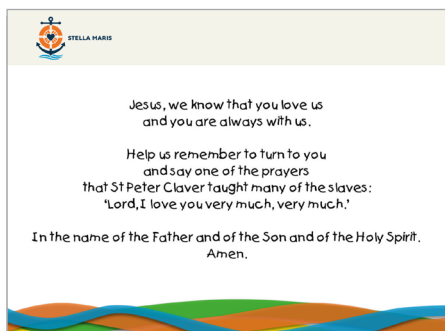 STELLA MARIS
Jesus, we know that you love us
and you are always with us.
Help us remember to turn to you
and say one of the prayers
that St Peter Claver taught many of the slaves:
‘Lord, I love you very much, very much.’
In the name of the Father and of the Son and of the Holy Spirit.
Amen.